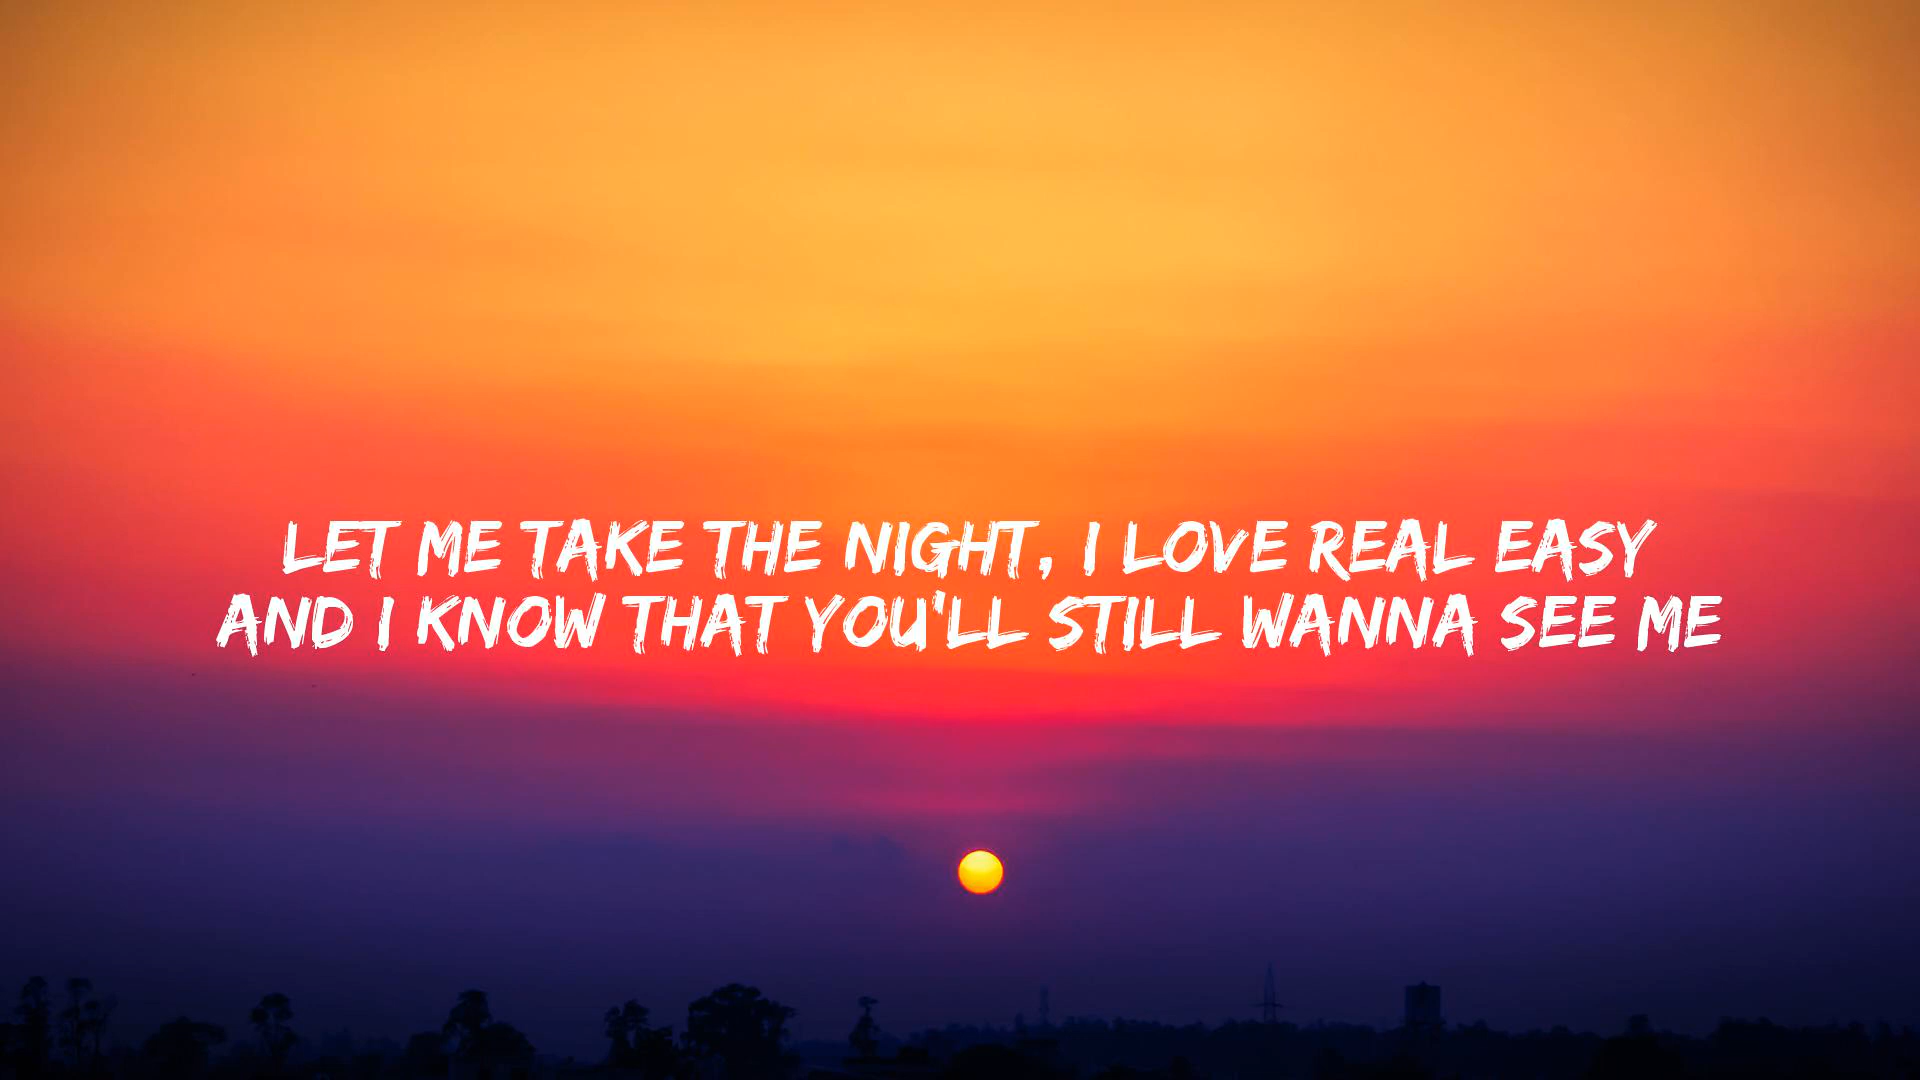 LET ME TAKE THE NIGHT, I LOVE REAL EASY
AND I KNOW THAT YOU'LL STILL WANNA SEE ME